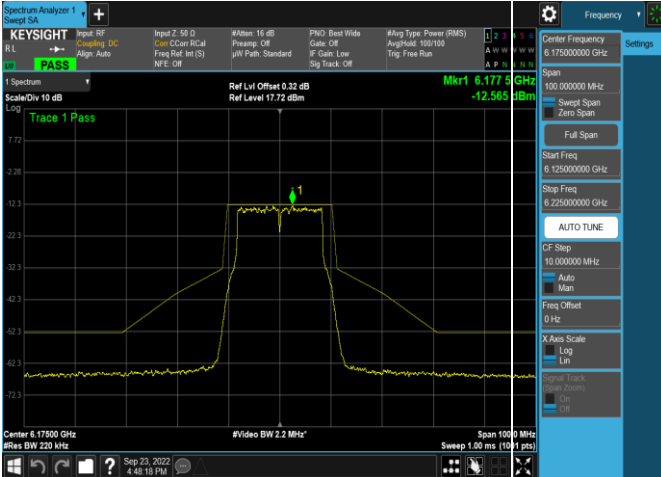 Spectrum Analyzer 1
Swept SA
+
Frequency
KEYSIGHT
R L
PASS
Input: RF
Coupling: DC
Align: Auto
Input Z: 50 Ω
Corr CCorr RCal
Freq Ref: Int (S)
NFE: Off
#Atten: 16 dB
Preamp: Off
µW Path: Standard
PNO: Best Wide
Gate: Off
IF Gain: Low
Sig Track: Off
#Avg Type: Power (RMS)
Avg|Hold: 100/100
Trig: Free Run
1 2 3 4 5 6
A W W W W W
A P N N N N
1 Spectrum
Scale/Div 10 dB
Log
Ref Lvl Offset 0.32 dB
Ref Level 17.72 dBm
Mkr1 6.177 5 GHz
-12.565 dBm
Trace 1 Pass
7.72
-2.28
-12.3
-22.3
-32.3
-42.3
-52.3
-62.3
-72.3
1
Center 6.17500 GHz
#Res BW 220 kHz
#Video BW 2.2 MHz*
Span 100.0 MHz
Sweep 1.00 ms (1001 pts)
Sep 23, 2022
4:48:18 PM
?
Settings
Center Frequency
6.175000000 GHz
Span
100.000000 MHz
Swept Span
Zero Span
Full Span
Start Freq
6.125000000 GHz
Stop Freq
6.225000000 GHz
AUTO TUNE
CF Step
10.000000 MHz
Auto
Man
Freq Offset
0 Hz
X Axis Scale
Log
Lin
Signal Track
(Span Zoom)
On
Off